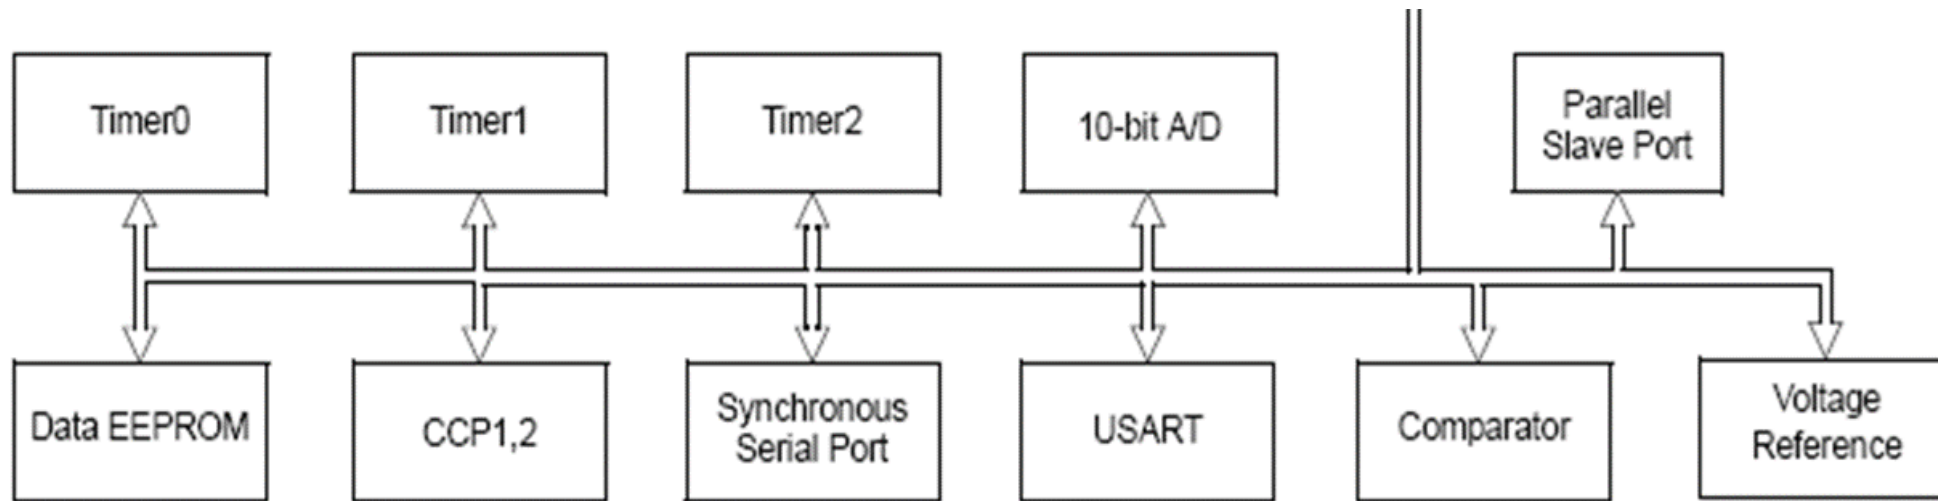 Timer0
Timer1
Timer2
10-bit A/D
Parallel
Slave Port
Data EEPROM
CCP1,2
Synchronous
Serial Port
USART
Comparator
Voltage
Reference